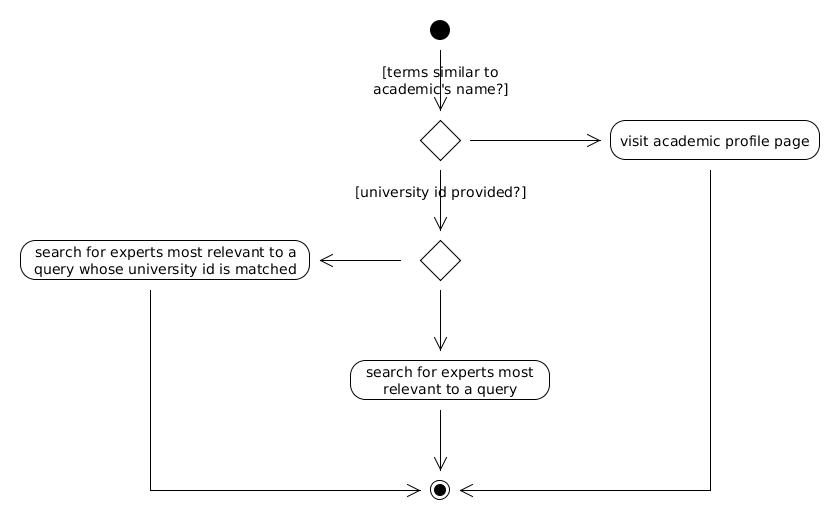 [terms similar to
academic's name?]
visit academic profile page
[university id provided?]
search for experts most relevant to a
query whose university id is matched
search for experts most
relevant to a query